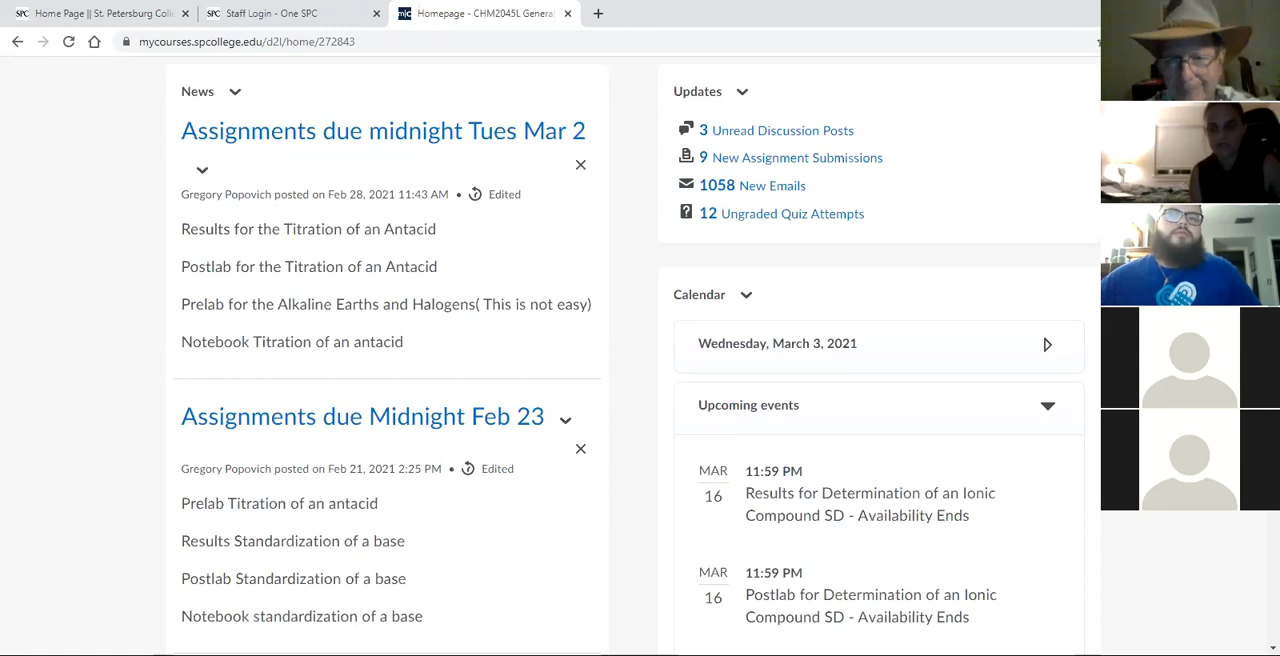 SPC Home Page || St. Petersburg Coll
SPC Staff Login - One SPC
Homepage - CHM2045L General
mycourses.spcollege.edu/d2l/home/272843
News
Assignments due midnight Tues Mar 2
Gregory Popovich posted on Feb 28, 2021 11:43 AM • Edited
Results for the Titration of an Antacid
Postlab for the Titration of an Antacid
Prelab for the Alkaline Earths and Halogens( This is not easy)
Notebook Titration of an antacid
Assignments due Midnight Feb 23
Gregory Popovich posted on Feb 21, 2021 2:25 PM • Edited
Prelab Titration of an antacid
Results Standardization of a base
Postlab Standardization of a base
Notebook standardization of a base
Updates
3 Unread Discussion Posts
9 New Assignment Submissions
1058 New Emails
12 Ungraded Quiz Attempts
Calendar
Wednesday, March 3, 2021
Upcoming events
MAR
16
11:59 PM
Results for Determination of an Ionic
Compound SD - Availability Ends
MAR
16
11:59 PM
Postlab for Determination of an Ionic
Compound SD - Availability Ends